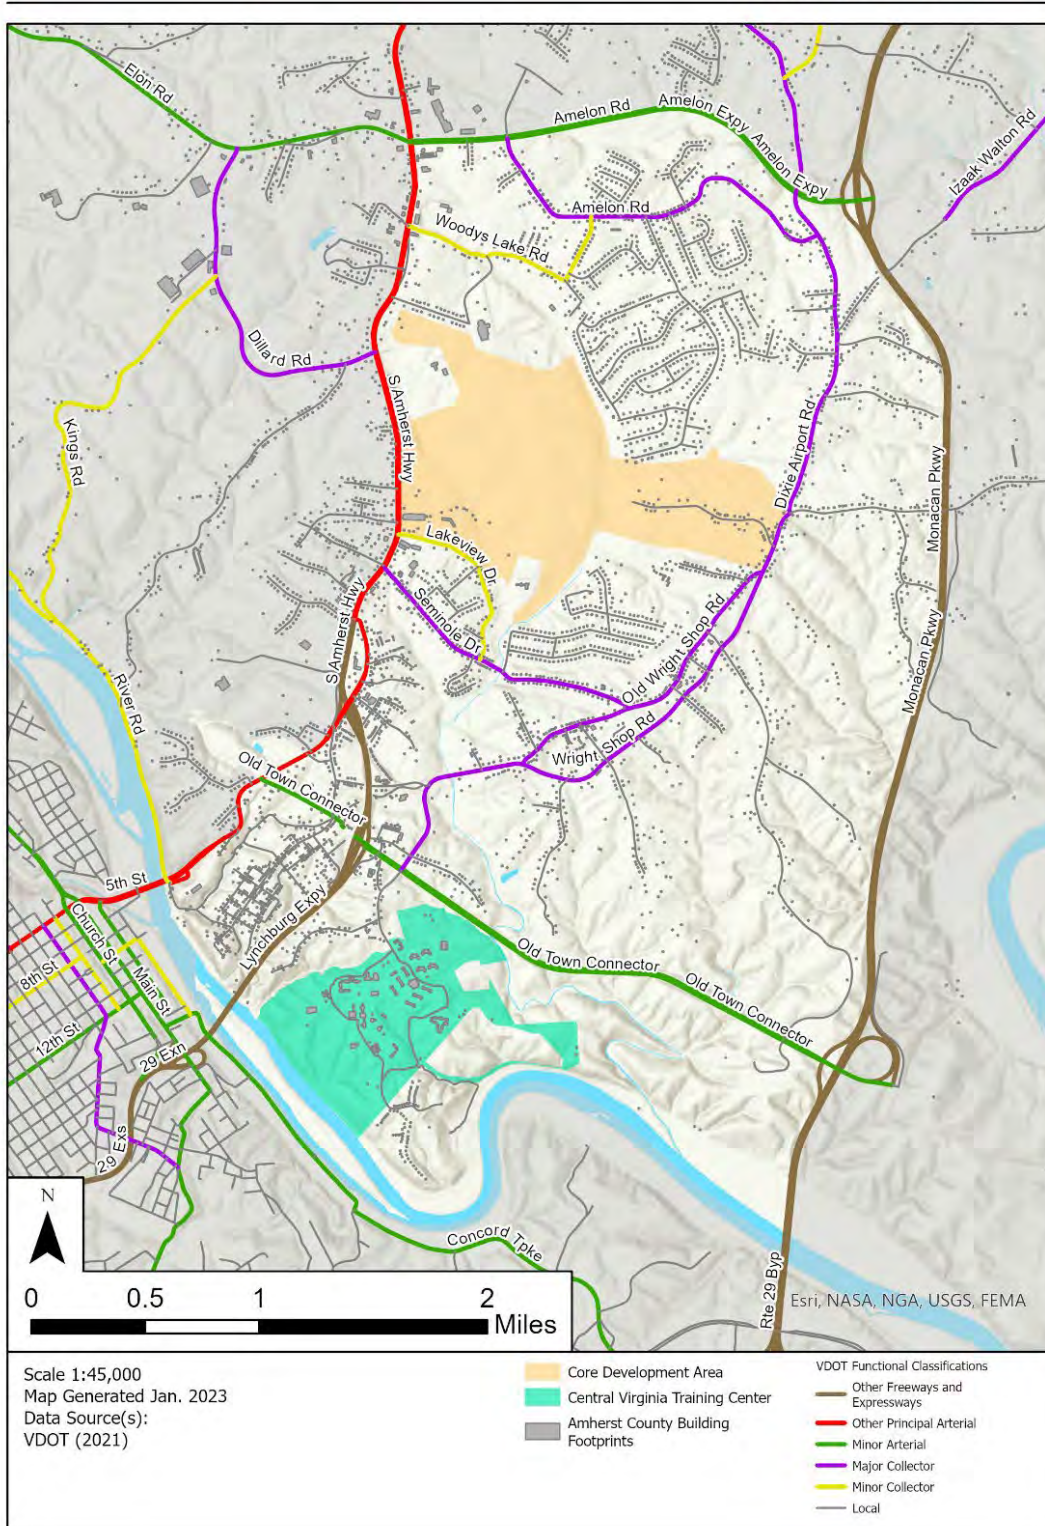 Elon Rd
Amelon Rd
Amelon Expy
Amelon Expy
Izaak Walton Rd
Amelon Rd
Woodys Lake Rd
Dillard Rd
S Amherst Hwy
Kings Rd
Dixie Airport Rd
Monacan Pkwy
Lakeview Dr
Seminole Dr
S Amherst Hwy
Old Wright Shop Rd
Monacan Pkwy
River Rd
Wright Shop Rd
Old Town Connector
5th St
Church St
Lynchburg Expy
8th St
Main St
Old Town Connector
Old Town Connector
12th St
29 Exn
29 Exs
Concord Tpke
Rte 29 Byp
N
0 0.5 1 2
Miles
Esri, NASA, NGA, USGS, FEMA
Scale 1:45,000
Map Generated Jan. 2023
Data Source(s):
VDOT (2021)
Core Development Area
Central Virginia Training Center
Amherst County Building
Footprints
VDOT Functional Classifications
Other Freeways and
Expressways
Other Principal Arterial
Minor Arterial
Major Collector
Minor Collector
Local